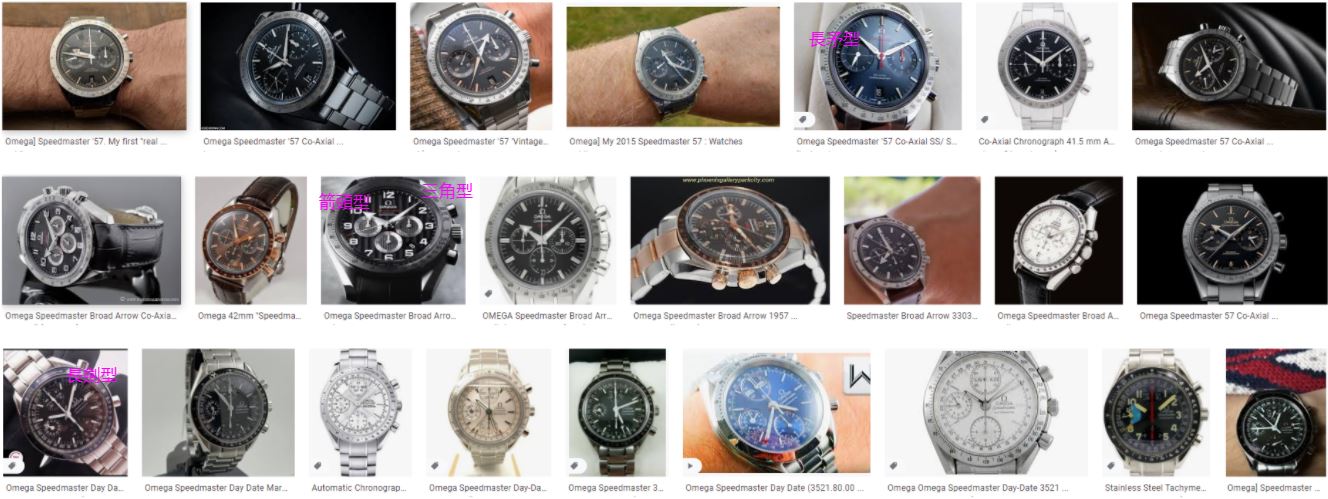 長矛型
Omega] Speedmaster '57. My first "real ...
Omega Speedmaster '57 Co-Axial ...
Omega Speedmaster '57 'Vintage...
Omega] My 2015 Speedmaster 57 : Watches
Omega Speedmaster '57 Co-Axial SS/ S...
Co-Axial Chronograph 41.5 mm A...
Omega Speedmaster 57 Co-Axial ...
箭頭型
三角型
www.phoenixgalleryparkcity.com
Omega Speedmaster Broad Arrow Co-Axia...
Omega 42mm "Speedma...
Omega Speedmaster Broad Arro...
OMEGA Speedmaster Broad Arr...
Omega Speedmaster Broad Arrow 1957 ...
Speedmaster Broad Arrow 3303...
Omega Speedmaster Broad A...
Omega Speedmaster 57 Co-Axial ...
長劍型
W
Omega Speedmaster Day Da...
Omega Speedmaster Day Date Mar...
Automatic Chronograp...
Omega Speedmaster Day-Da...
Omega Speedmaster 3...
Omega Speedmaster Day Date (3521.80.00 ...
Omega Omega Speedmaster Day-Date 3521 ...
Stainless Steel Tachyme...
Omega] Speedmaster ...